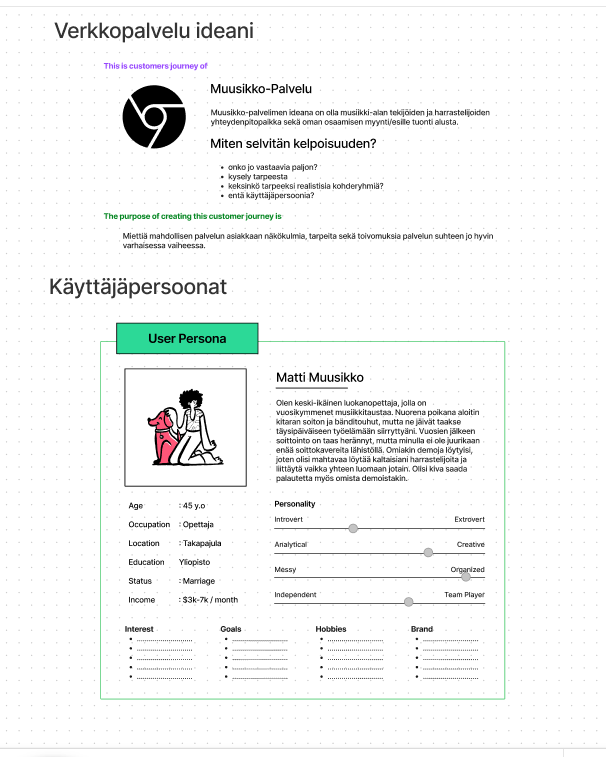 Verkkopalvelu ideani
This is customers journey of
Muusikko-Palvelu
Muusikko-palvelimen ideana on olla musiikki-alan tekijöiden ja harrastelijoiden
yhteydenpitopaikka sekä oman osaamisen myynti/esille tuonti alusta.
Miten selvitän kelpoisuuden?
• onko jo vastaavia paljon?
• kysely tarpeesta
• keksinkö tarpeeksi realistisia kohderyhmiä?
• entä käyttäjäpersoonia?
The purpose of creating this customer journey is
Miettiä mahdollisen palvelun asiakkaan näkökulmia, tarpeita sekä toivomuksia palvelun suhteen jo hyvin
varhaisessa vaiheessa.
Käyttäjäpersoonat
User Persona
Matti Muusikko
Olen keski-ikäinen luokanopettaja, jolla on
vuosikymmenet musiikkitaustaa. Nuorena poikana aloitin
kitaran soiton ja bändituuhut, mutta ne jäivät taakse
täysipäiväiseen työelämään siirryttyäni. Vuosien jälkeen
soittointo on taas herännyt, mutta minulla ei ole juurikaan
enää soittokavereita lähistöllä. Omiakin demoja löytyisi,
joten olisi mahtavaa löytää kaltaisiani harrastelijoita ja
liittäytä vaikka yhteen luomaan jotain. Olisi kiva saada
palautetta myös omista demoistakin.
Age : 45 y.o
Occupation : Opettaja
Location : Takapajula
Education Yliopisto
Status : Marriage
Income : $3k-7k / month
Personality
Introvert Extrovert
Analytical Creative
Messy Organized
Independent Team Player
Interest Goals Hobbies Brand